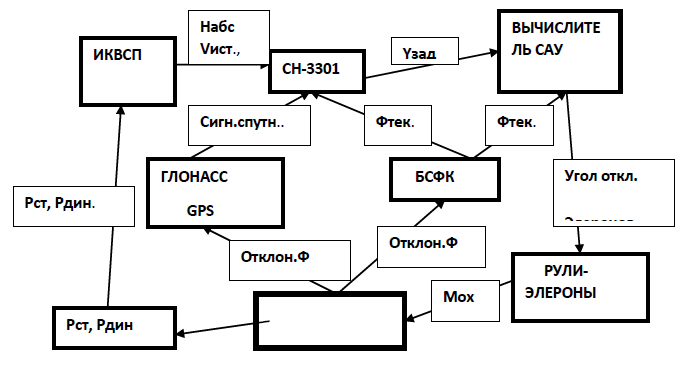 ИКВСП
Набс
Vист.,
СН-3301
Yзад
ВЫЧИСЛИТЕ
ЛЬ САУ
Сигн.спутн..
Фтек.
Фтек.
ГЛОНАСС
GPS
БСФК
Угол откл.
Рст, Рдин.
Отклон.Ф
Отклон.Ф
РУЛИ-
ЭЛЕРОНЫ
Мох
Рст, Рдин